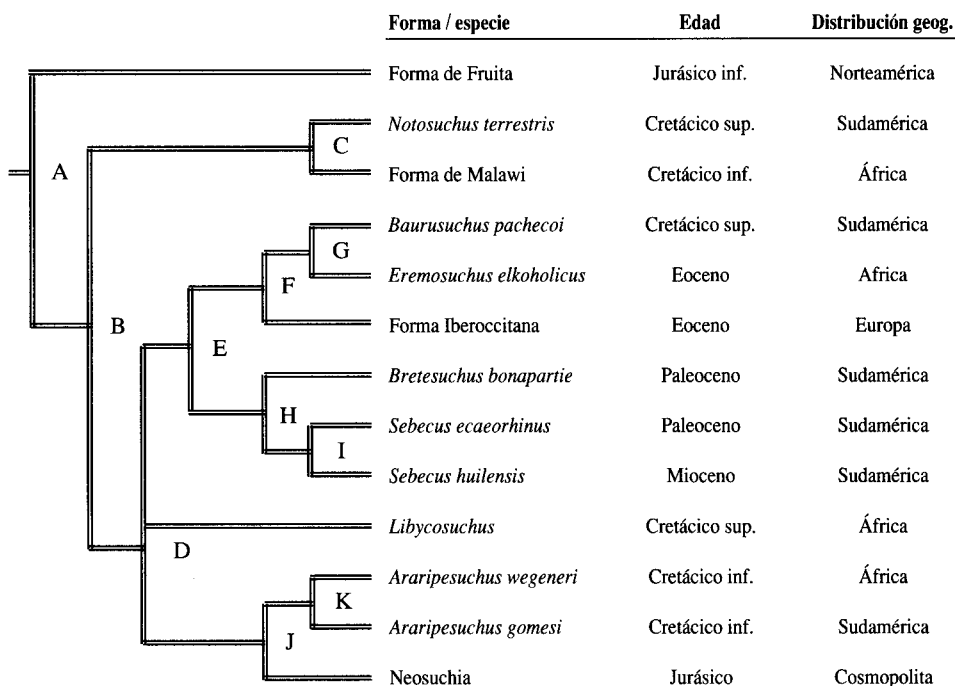 Forma / especie Edad Distribución geog.
Forma de Fruita Jurásico inf. Norteamérica
Notosuchus terrestris Cretácico sup. Sudamérica
C
A Forma de Malawi Cretácico inf. África
Baurusuchus pachecoi Cretácico sup. Sudamérica
G
Eremosuchus elkoholicus Eoceno Africa
F
B Forma Iberoccitana Eoceno Europa
E
Bretesuchus bonapartie Paleoceno Sudamérica
H
Sebecus ecaeorhinus Paleoceno Sudamérica
I
Sebecus huilensis Mioceno Sudamérica
Libycosuchus Cretácico sup. África
D
Araripesuchus wegeneri Cretácico inf. África
K
Araripesuchus gomesi Cretácico inf. Sudamérica
J
Neosuchia Jurásico Cosmopolita